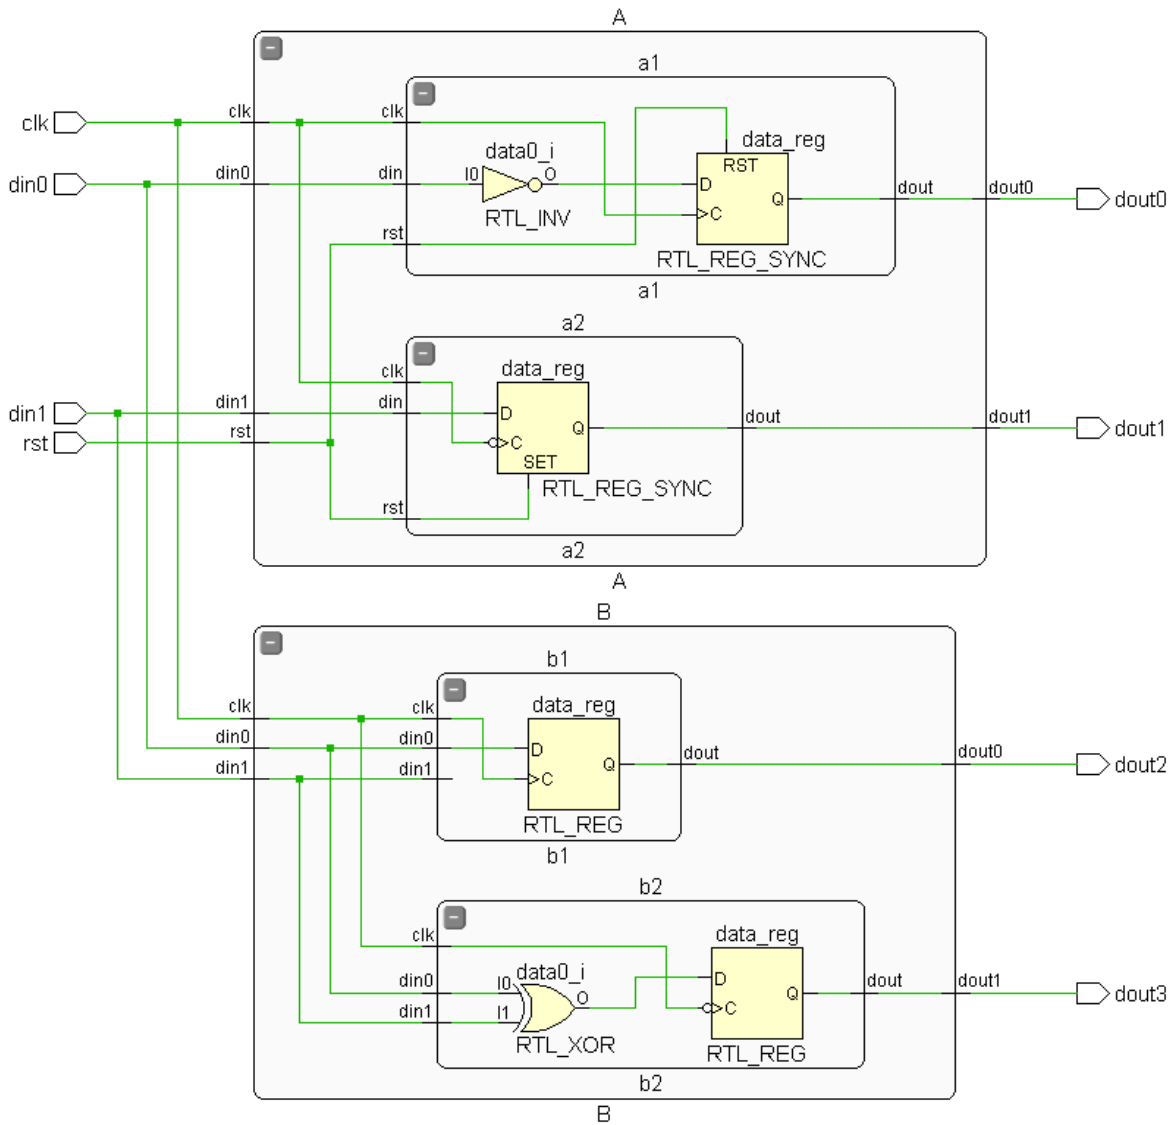 A
a1
clk
clk
clk
data_reg
RST
data0_i
din0
din0
din
I0
O
D
Q
dout
dout0
dout0
C
RTL_INV
rst
RTL_REG_SYNC
a1
a2
clk
data_reg
din1
din1
din
D
Q
dout
dout1
dout1
rst
rst
C
SET
RTL_REG_SYNC
rst
a2
A
B
b1
clk
clk
data_reg
din0
din0
D
Q
dout
dout0
dout2
din1
din1
C
RTL_REG
b1
b2
clk
data_reg
data0_i
din0
I0
O
D
Q
dout
dout1
dout3
din1
I1
C
RTL_XOR
RTL_REG
b2
B